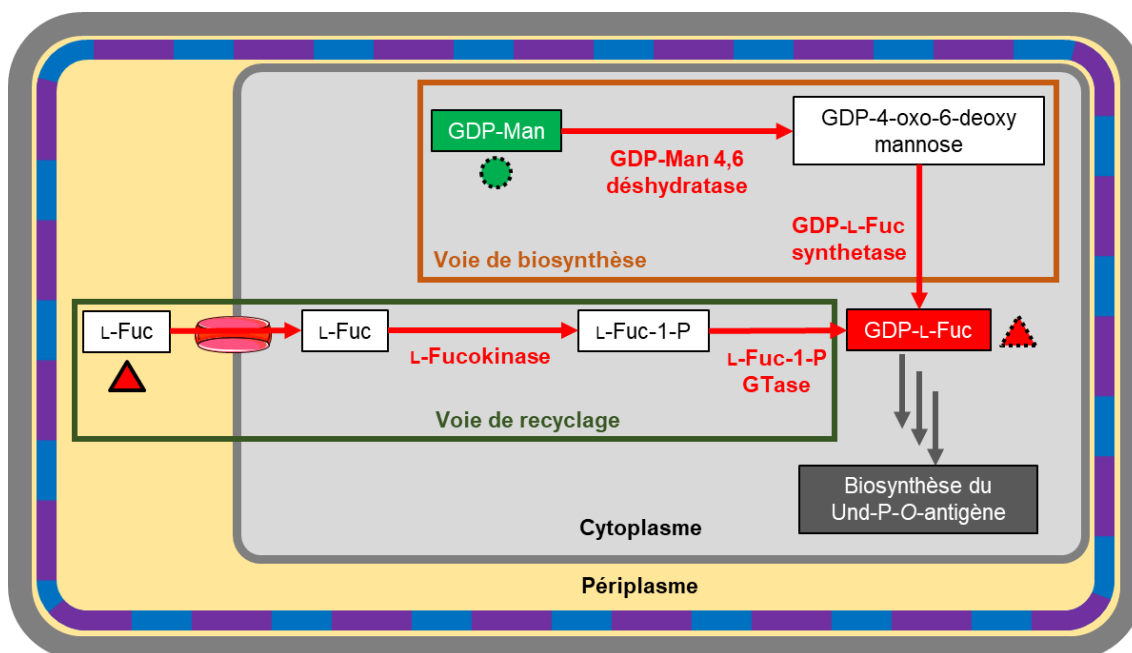 GDP-Man
GDP-4-oxo-6-deoxy
mannose
GDP-Man 4,6
déshydratase
GDP-L-Fuc
synthetase
Voie de biosynthèse
L-Fuc
L-Fuc
L-Fuc-1-P
GDP-L-Fuc
L-Fucokinase
L-Fuc-1-P
GTase
Voie de recyclage
Biosynthèse du
Und-P-O-antigène
Cytoplasme
Périplasme